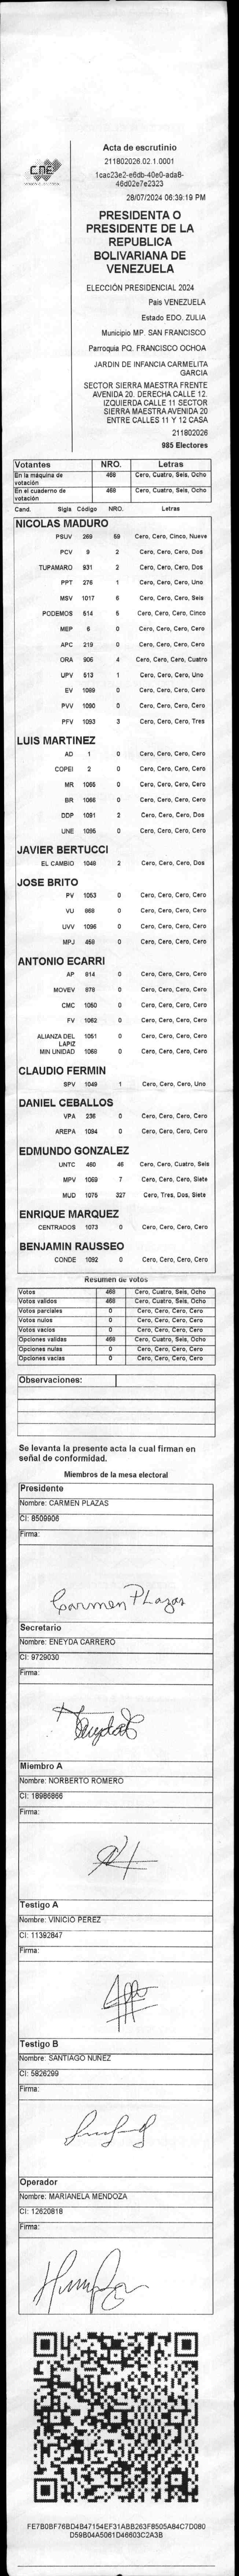 Acta de escrutinio
211802026.02.1.0001
1cac23e2-e6db-40e0-ada8-
46d02e7e2323
28/07/2024 06:39:19 PM
CNE
PRESIDENTA O
PRESIDENTE DE LA
REPUBLICA
BOLIVARIANA DE
VENEZUELA
ELECCIÓN PRESIDENCIAL 2024
Pais VENEZUELA
Estado EDO. ZULIA
Municipio MP. SAN FRANCISCO
Parroquia PQ. FRANCISCO OCHOA
JARDIN DE INFANCIA CARMELITA
GARCIA
SECTOR SIERRA MAESTRA FRENTE
AVENIDA 20. DERECHA CALLE 12.
IZQUIERDA CALLE 11 SECTOR
SIERRA MAESTRA AVENIDA 20
ENTRE CALLES 11 Y 12 CASA
211802026
985 Electores
Votantes NRO. Letras
En la máquina de votación 468 Cero, Cuatro, Seis, Ocho
En el cuaderno de votación 468 Cero, Cuatro, Seis, Ocho
Cand. Sigla Código NRO. Letras
NICOLAS MADURO
PSUV 269 59 Cero, Cero, Cinco, Nueve
PCV 9 2 Cero, Cero, Cero, Dos
TUPAMARO 931 2 Cero, Cero, Cero, Dos
PPT 276 1 Cero, Cero, Cero, Uno
MSV 1017 6 Cero, Cero, Cero, Seis
PODEMOS 514 5 Cero, Cero, Cero, Cinco
MEP 6 0 Cero, Cero, Cero, Cero
APC 219 0 Cero, Cero, Cero, Cero
ORA 906 4 Cero, Cero, Cero, Cuatro
UPV 513 1 Cero, Cero, Cero, Uno
EV 1089 0 Cero, Cero, Cero, Cero
PVV 1090 0 Cero, Cero, Cero, Cero
PFV 1093 3 Cero, Cero, Cero, Tres
LUIS MARTINEZ
AD 1 0 Cero, Cero, Cero, Cero
COPEI 2 0 Cero, Cero, Cero, Cero
MR 1065 0 Cero, Cero, Cero, Cero
BR 1066 0 Cero, Cero, Cero, Cero
DDP 1091 2 Cero, Cero, Cero, Dos
UNE 1095 0 Cero, Cero, Cero, Cero
JAVIER BERTUCCI
EL CAMBIO 1048 2 Cero, Cero, Cero, Dos
JOSE BRITO
PV 1053 0 Cero, Cero, Cero, Cero
VU 868 0 Cero, Cero, Cero, Cero
UVV 1096 0 Cero, Cero, Cero, Cero
MPJ 459 0 Cero, Cero, Cero, Cero
ANTONIO ECARRI
AP 814 0 Cero, Cero, Cero, Cero
MOVEV 878 0 Cero, Cero, Cero, Cero
CMC 1050 0 Cero, Cero, Cero, Cero
FV 1062 0 Cero, Cero, Cero, Cero
ALIANZA DEL LAPIZ 1051 0 Cero, Cero, Cero, Cero
MIN UNIDAD 1068 0 Cero, Cero, Cero, Cero
CLAUDIO FERMIN
SPV 1049 1 Cero, Cero, Cero, Uno
DANIEL CEBALLOS
VPA 236 0 Cero, Cero, Cero, Cero
AREPA 1094 0 Cero, Cero, Cero, Cero
EDMUNDO GONZALEZ
UNTC 460 46 Cero, Cero, Cuatro, Seis
MPV 1069 7 Cero, Cero, Cero, Siete
MUD 1075 327 Cero, Tres, Dos, Siete
ENRIQUE MARQUEZ
CENTRADOS 1073 0 Cero, Cero, Cero, Cero
BENJAMIN RAUSSEO
CONDE 1092 0 Cero, Cero, Cero, Cero
Resumen de votos
Votos 468 Cero, Cuatro, Seis, Ocho
Votos validos 468 Cero, Cuatro, Seis, Ocho
Votos parciales 0 Cero, Cero, Cero, Cero
Votos nulos 0 Cero, Cero, Cero, Cero
Votos vacios 0 Cero, Cero, Cero, Cero
Opciones validas 468 Cero, Cuatro, Seis, Ocho
Opciones nulas 0 Cero, Cero, Cero, Cero
Opciones vacias 0 Cero, Cero, Cero, Cero
Observaciones:
Se levanta la presente acta la cual firman en
señal de conformidad.
Miembros de la mesa electoral
Presidente
Nombre: CARMEN PLAZAS
CI: 8509906
Firma:
Carmen PLazas
Secretario
Nombre: ENEYDA CARRERO
CI: 9729030
Firma:
Miembro A
Nombre: NORBERTO ROMERO
CI: 18986866
Firma:
Testigo A
Nombre: VINICIO PEREZ
CI: 11392847
Firma:
Testigo B
Nombre: SANTIAGO NUNEZ
CI: 5826299
Firma:
Operador
Nombre: MARIANELA MENDOZA
CI: 12620818
Firma:
FE7B0BF76BD4B47154EF31ABB263F8505A84C7D080
D59B04A5061D46603C2A3B